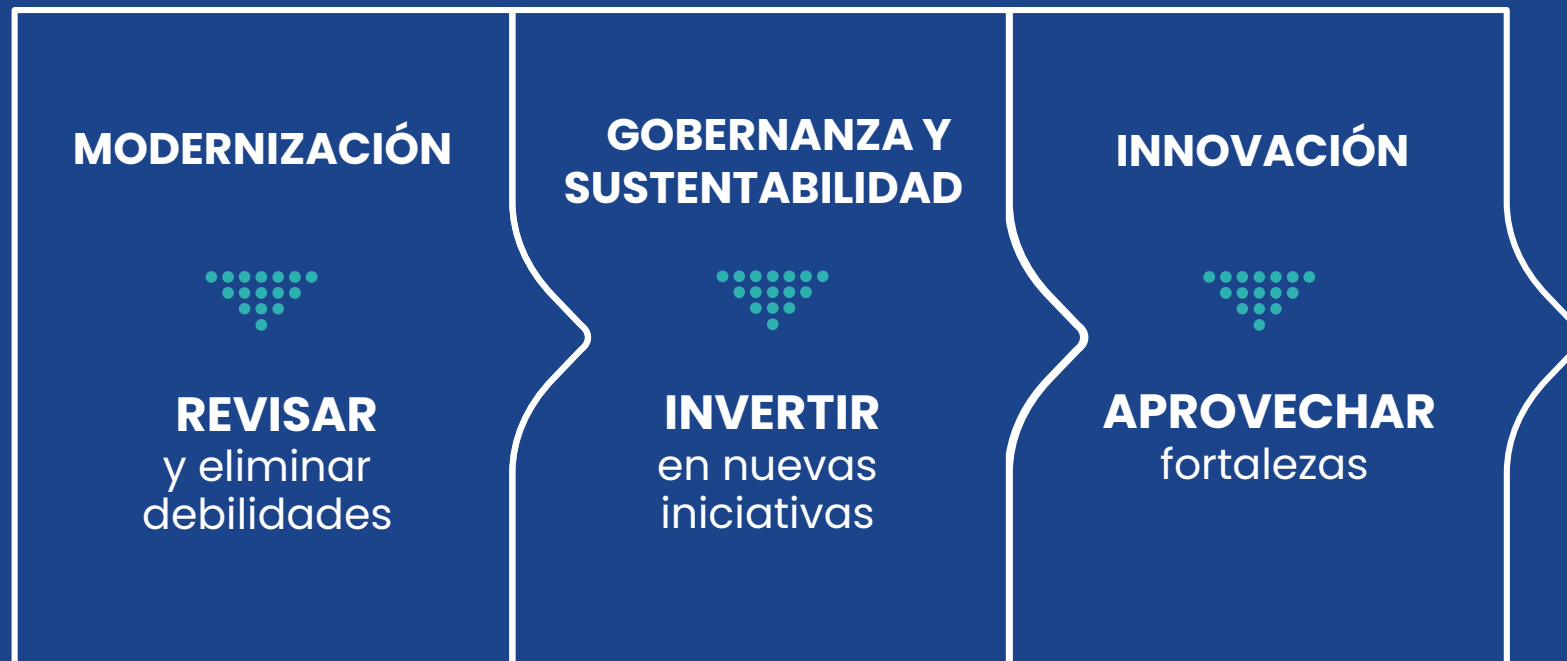 MODERNIZACIÓN
REVISAR
y eliminar
debilidades
GOBERNANZA Y
SUSTENTABILIDAD
INVERTIR
en nuevas
iniciativas
INNOVACIÓN
APROVECHAR
fortalezas